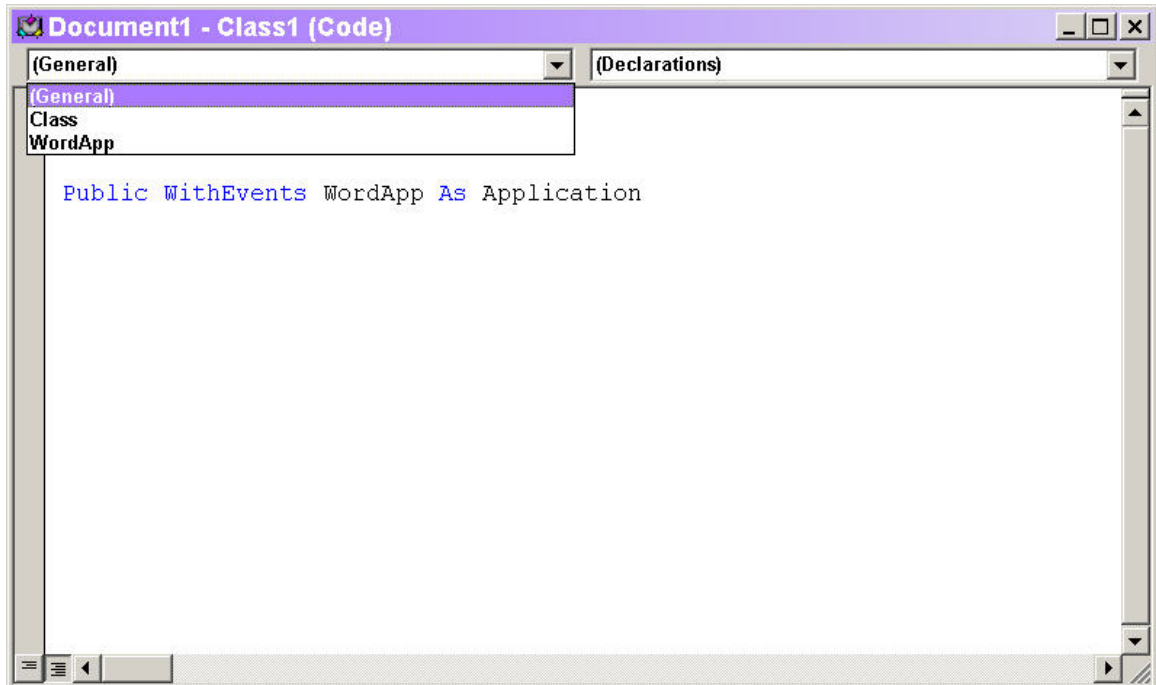 Document1 - Class1 (Code)
(General) (Declarations)
(General)
Class
WordApp
Public WithEvents WordApp As Application